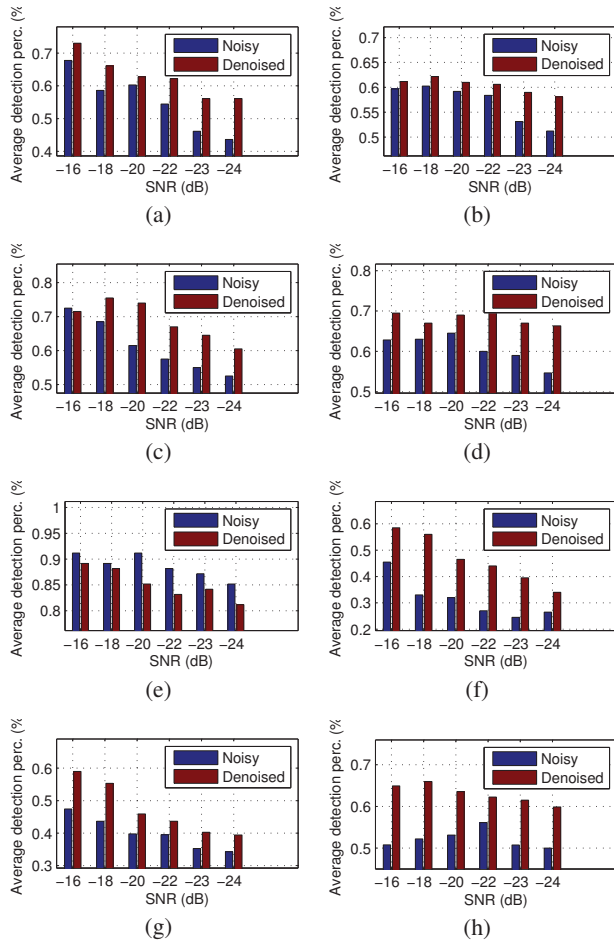 Average detection perc. (%
0.7
0.6
0.5
0.4
Noisy
Denoised
−16 −18 −20 −22 −23 −24
SNR (dB)
(a)
Average detection perc. (%
0.7
0.65
0.6
0.55
0.5
Noisy
Denoised
−16 −18 −20 −22 −23 −24
SNR (dB)
(b)
Average detection perc. (%
0.8
0.7
0.6
0.5
Noisy
Denoised
−16 −18 −20 −22 −23 −24
SNR (dB)
(c)
Average detection perc. (%
0.8
0.7
0.6
0.5
Noisy
Denoised
−16 −18 −20 −22 −23 −24
SNR (dB)
(d)
Average detection perc. (%
1
0.95
0.9
0.85
0.8
Noisy
Denoised
−16 −18 −20 −22 −23 −24
SNR (dB)
(e)
Average detection perc. (%
0.6
0.5
0.4
0.3
0.2
Noisy
Denoised
−16 −18 −20 −22 −23 −24
SNR (dB)
(f)
Average detection perc. (%
0.6
0.5
0.4
0.3
Noisy
Denoised
−16 −18 −20 −22 −23 −24
SNR (dB)
(g)
Average detection perc. (%
0.7
0.6
0.5
Noisy
Denoised
−16 −18 −20 −22 −23 −24
SNR (dB)
(h)